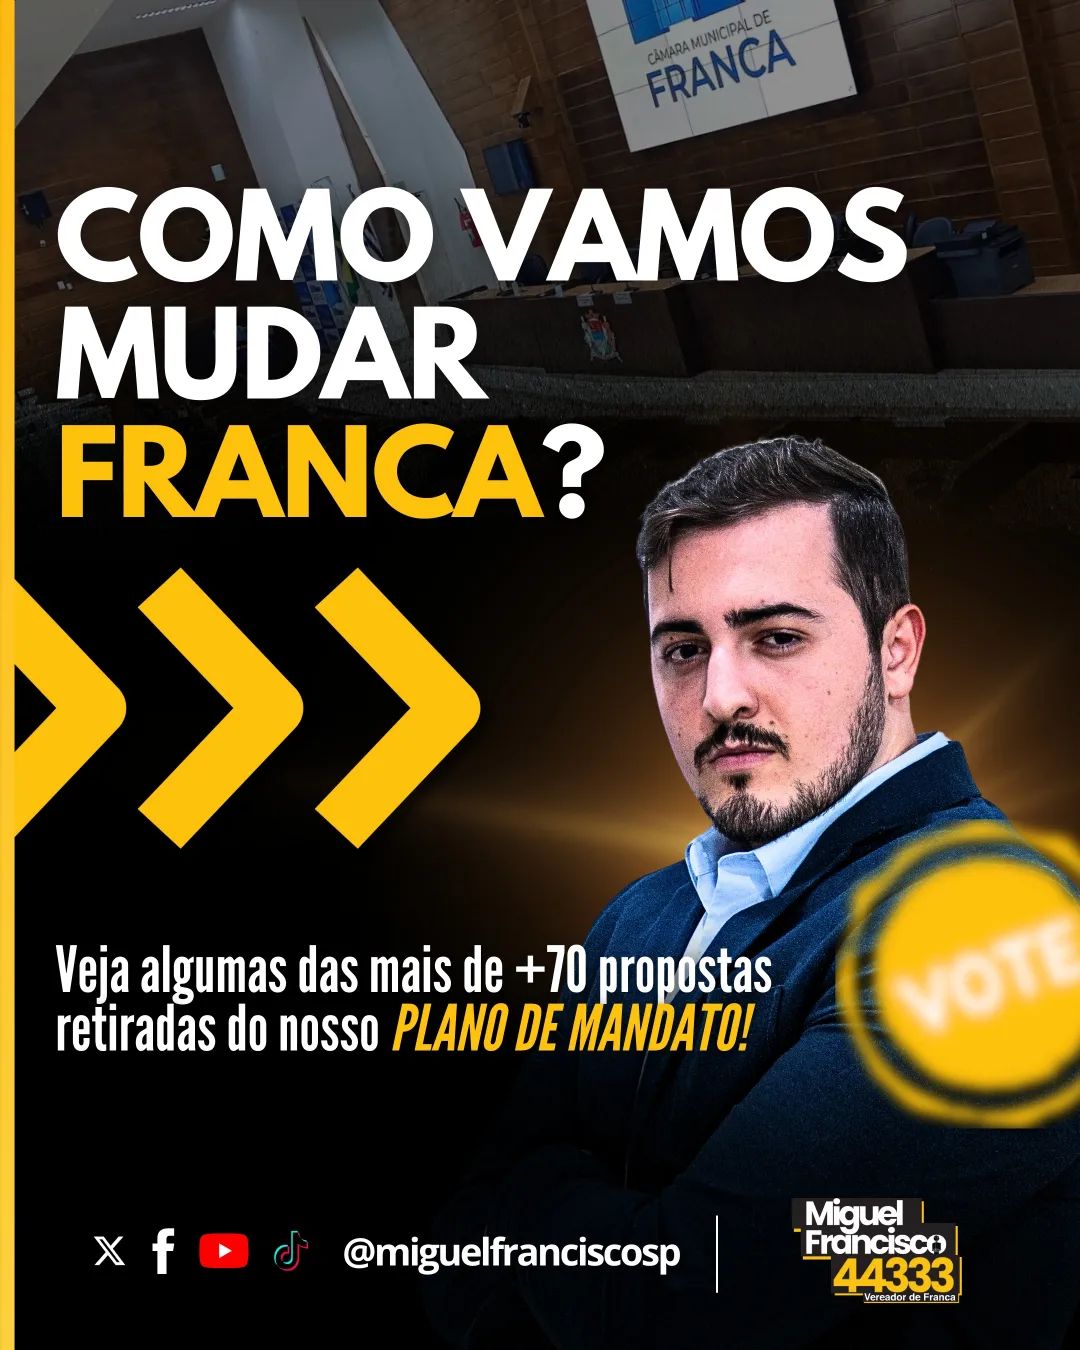 CÂMARA MUNICIPAL DE
FRANCA
COMO VAMOS
MUDAR
FRANCA?
Veja algumas das mais de +70 propostas
retiradas do nosso PLANO DE MANDATO!
VOTE
@miguelfranciscosp
Miguel
Francisco
44333
Vereador de Franca